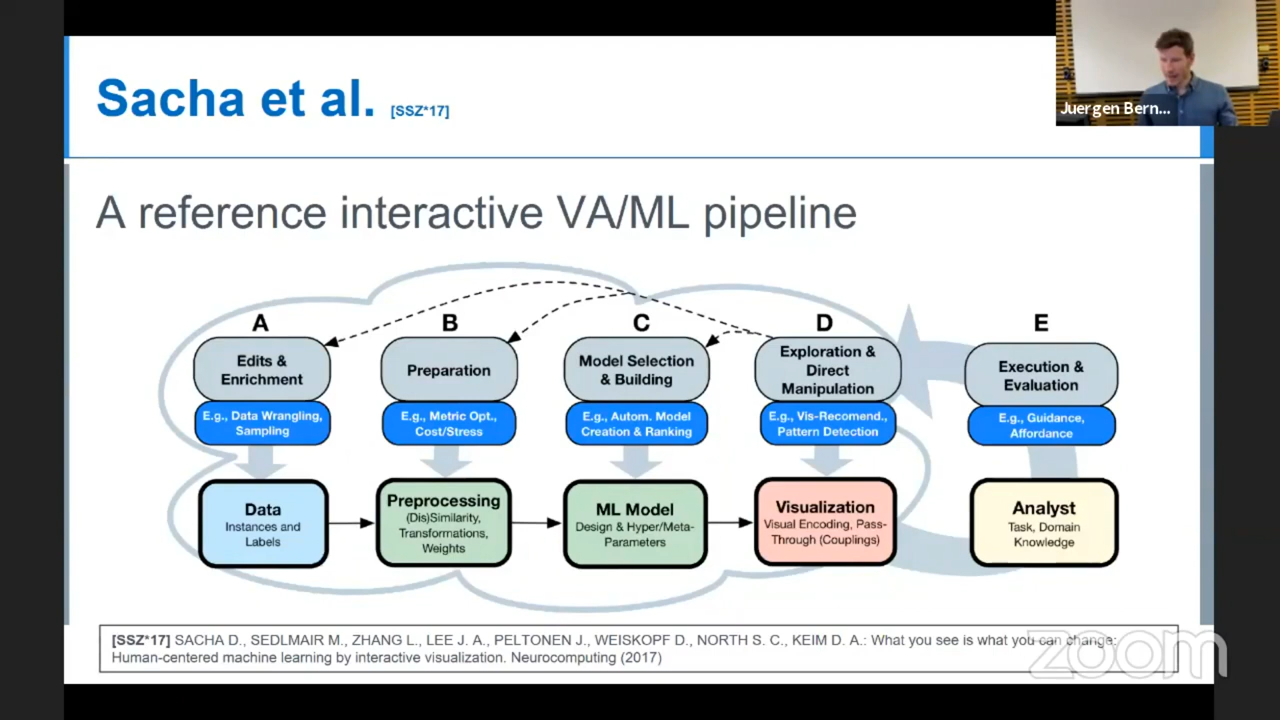 Sacha et al. [SSZ*17]
Juergen Bern...
A reference interactive VA/ML pipeline
A
B
C
D
E
Edits &
Enrichment
E.g., Data Wrangling,
Sampling
Preparation
E.g., Metric Opt.,
Cost/Stress
Model Selection
& Building
E.g., Autom. Model
Creation & Ranking
Exploration &
Direct
Manipulation
E.g., Vis-Recomend.,
Pattern Detection
Execution &
Evaluation
E.g., Guidance,
Affordance
Data
Instances and
Labels
Preprocessing
(Dis)Similarity,
Transformations,
Weights
ML Model
Design & Hyper/Meta-
Parameters
Visualization
Visual Encoding, Pass-
Through (Couplings)
Analyst
Task, Domain
Knowledge
[SSZ*17] SACHA D., SEDLMAIR M., ZHANG L., LEE J. A., PELTONEN J., WEISKOPF D., NORTH S. C., KEIM D. A.: What you see is what you can change:
Human-centered machine learning by interactive visualization. Neurocomputing (2017)
zoom